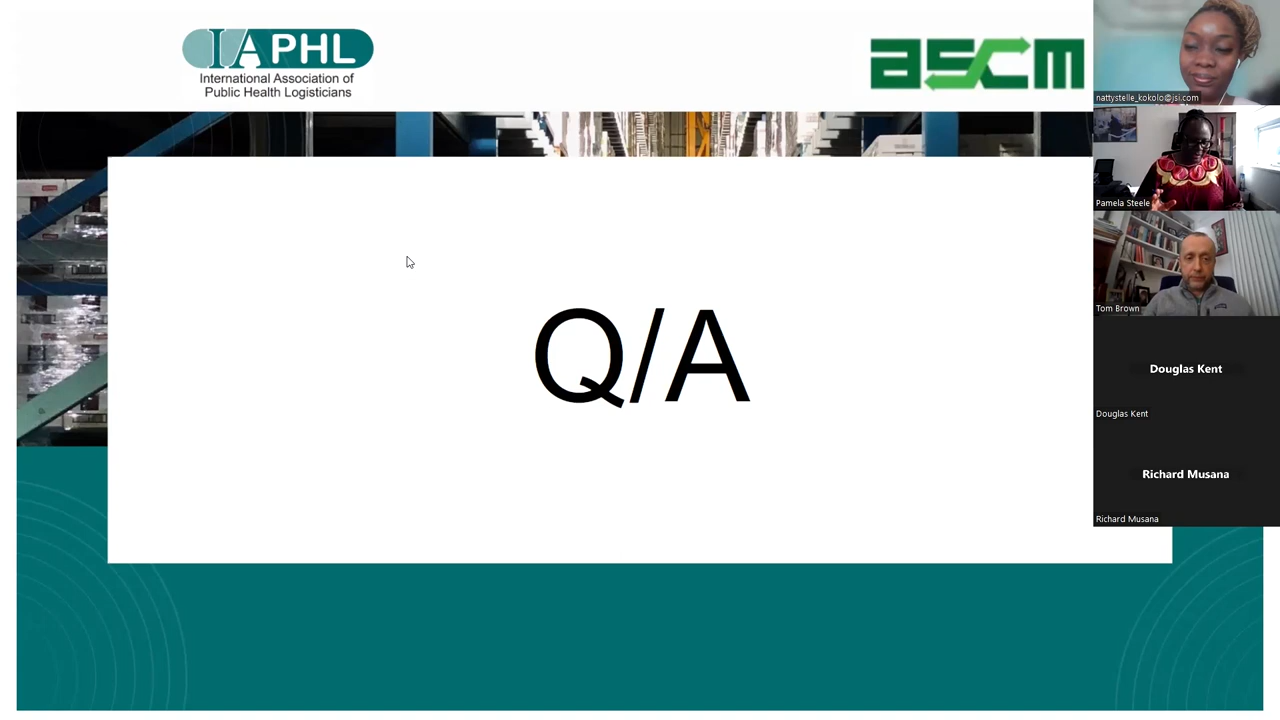 IAPHL
International Association of
Public Health Logisticians
ascm
Q/A
nattystelle_kokolo@jsi.com
Pamela Steele
Tom Brown
Douglas Kent
Douglas Kent
Richard Musana
Richard Musana